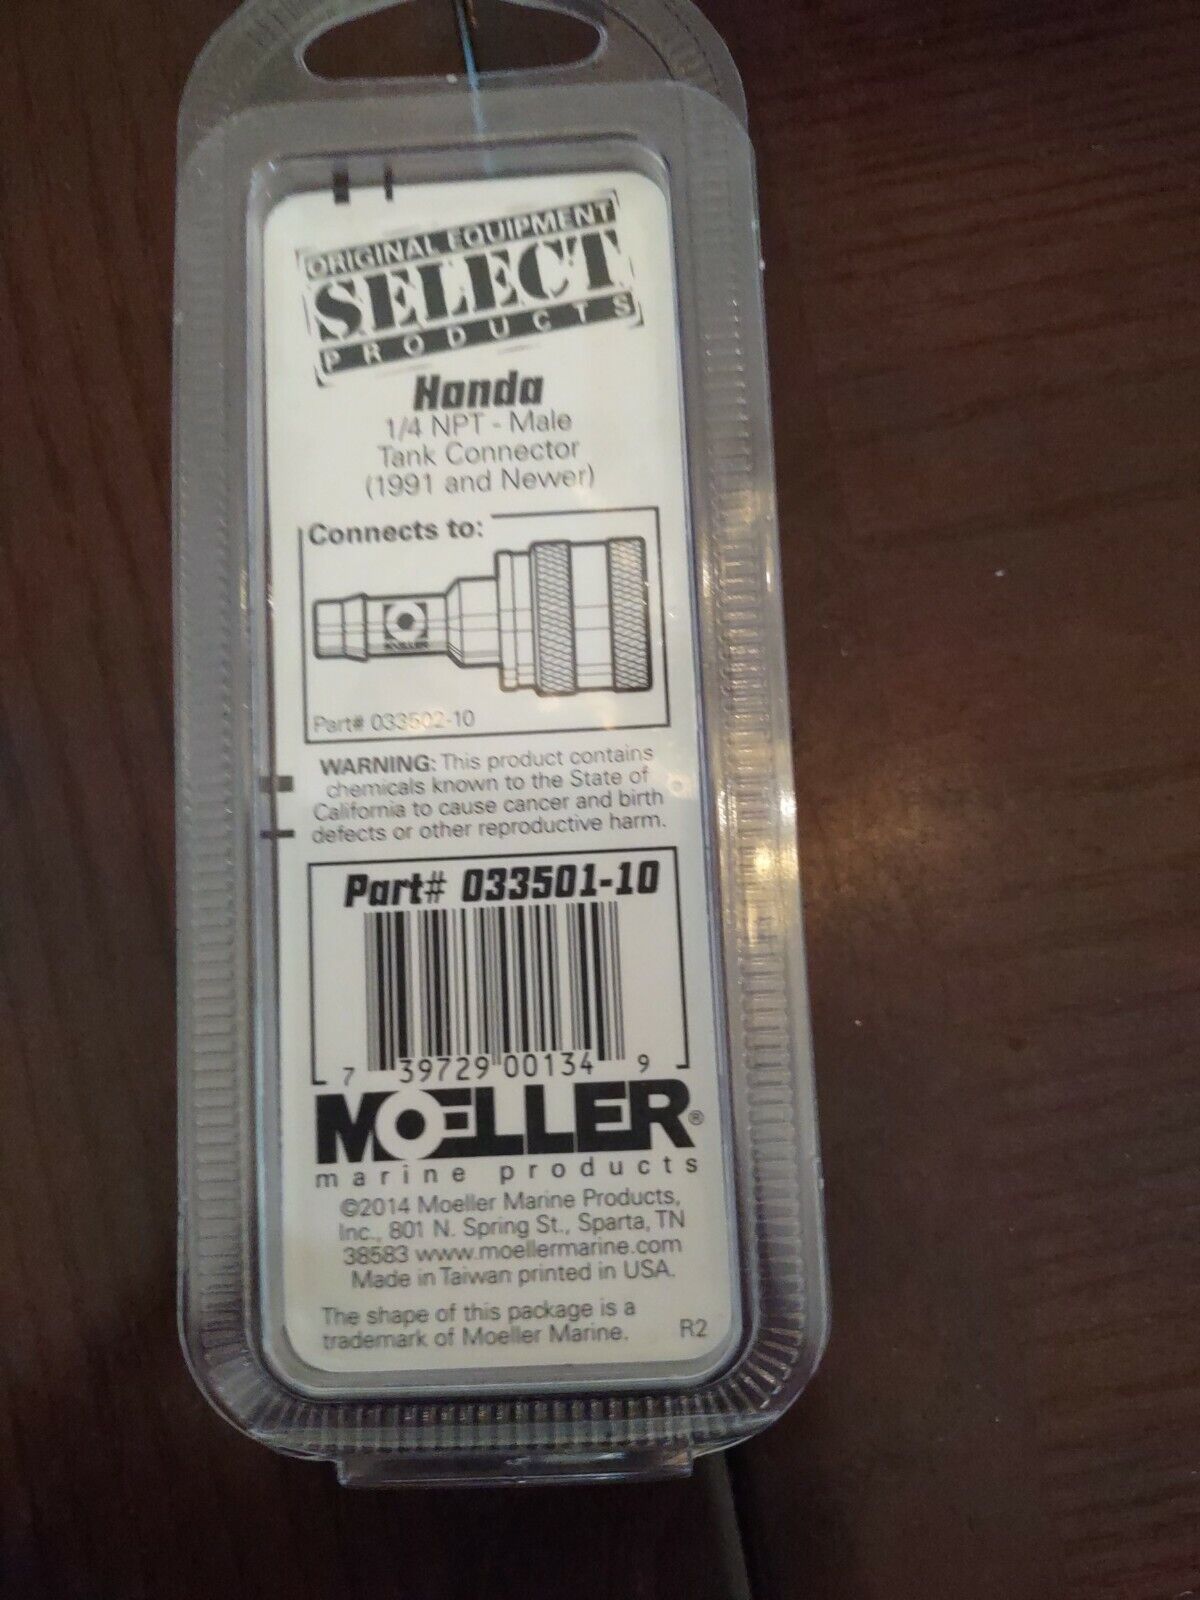 ORIGINAL EQUIPMENT
SELECT
PRODUCTS
Honda
1/4 NPT - Male
Tank Connector
(1991 and Newer)
Connects to:
MOELLER
Part# 033502-10
WARNING: This product contains
chemicals known to the State of
California to cause cancer and birth
defects or other reproductive harm.
Part# 033501-10
7 39729 00134 9
MOELLER®
marine products
©2014 Moeller Marine Products,
Inc., 801 N. Spring St., Sparta, TN
38583 www.moellermarine.com
Made in Taiwan printed in USA.
The shape of this package is a
trademark of Moeller Marine. R2